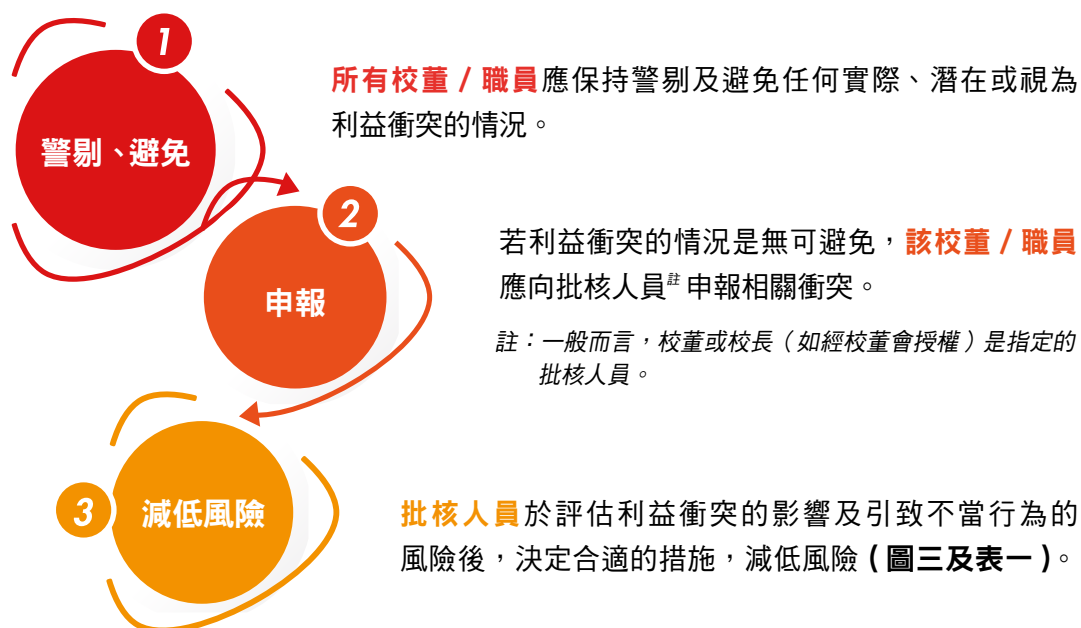 1
警剔、避免
所有校董 / 職員應保持警剔及避免任何實際、潛在或視為
利益衝突的情況。
2
申報
若利益衝突的情況是無可避免，該校董 / 職員
應向批核人員註 申報相關衝突。
註：一般而言，校董或校長（如經校董會授權）是指定的
批核人員。
3
減低風險
批核人員於評估利益衝突的影響及引致不當行為的
風險後，決定合適的措施，減低風險 ( 圖三及表一 )。